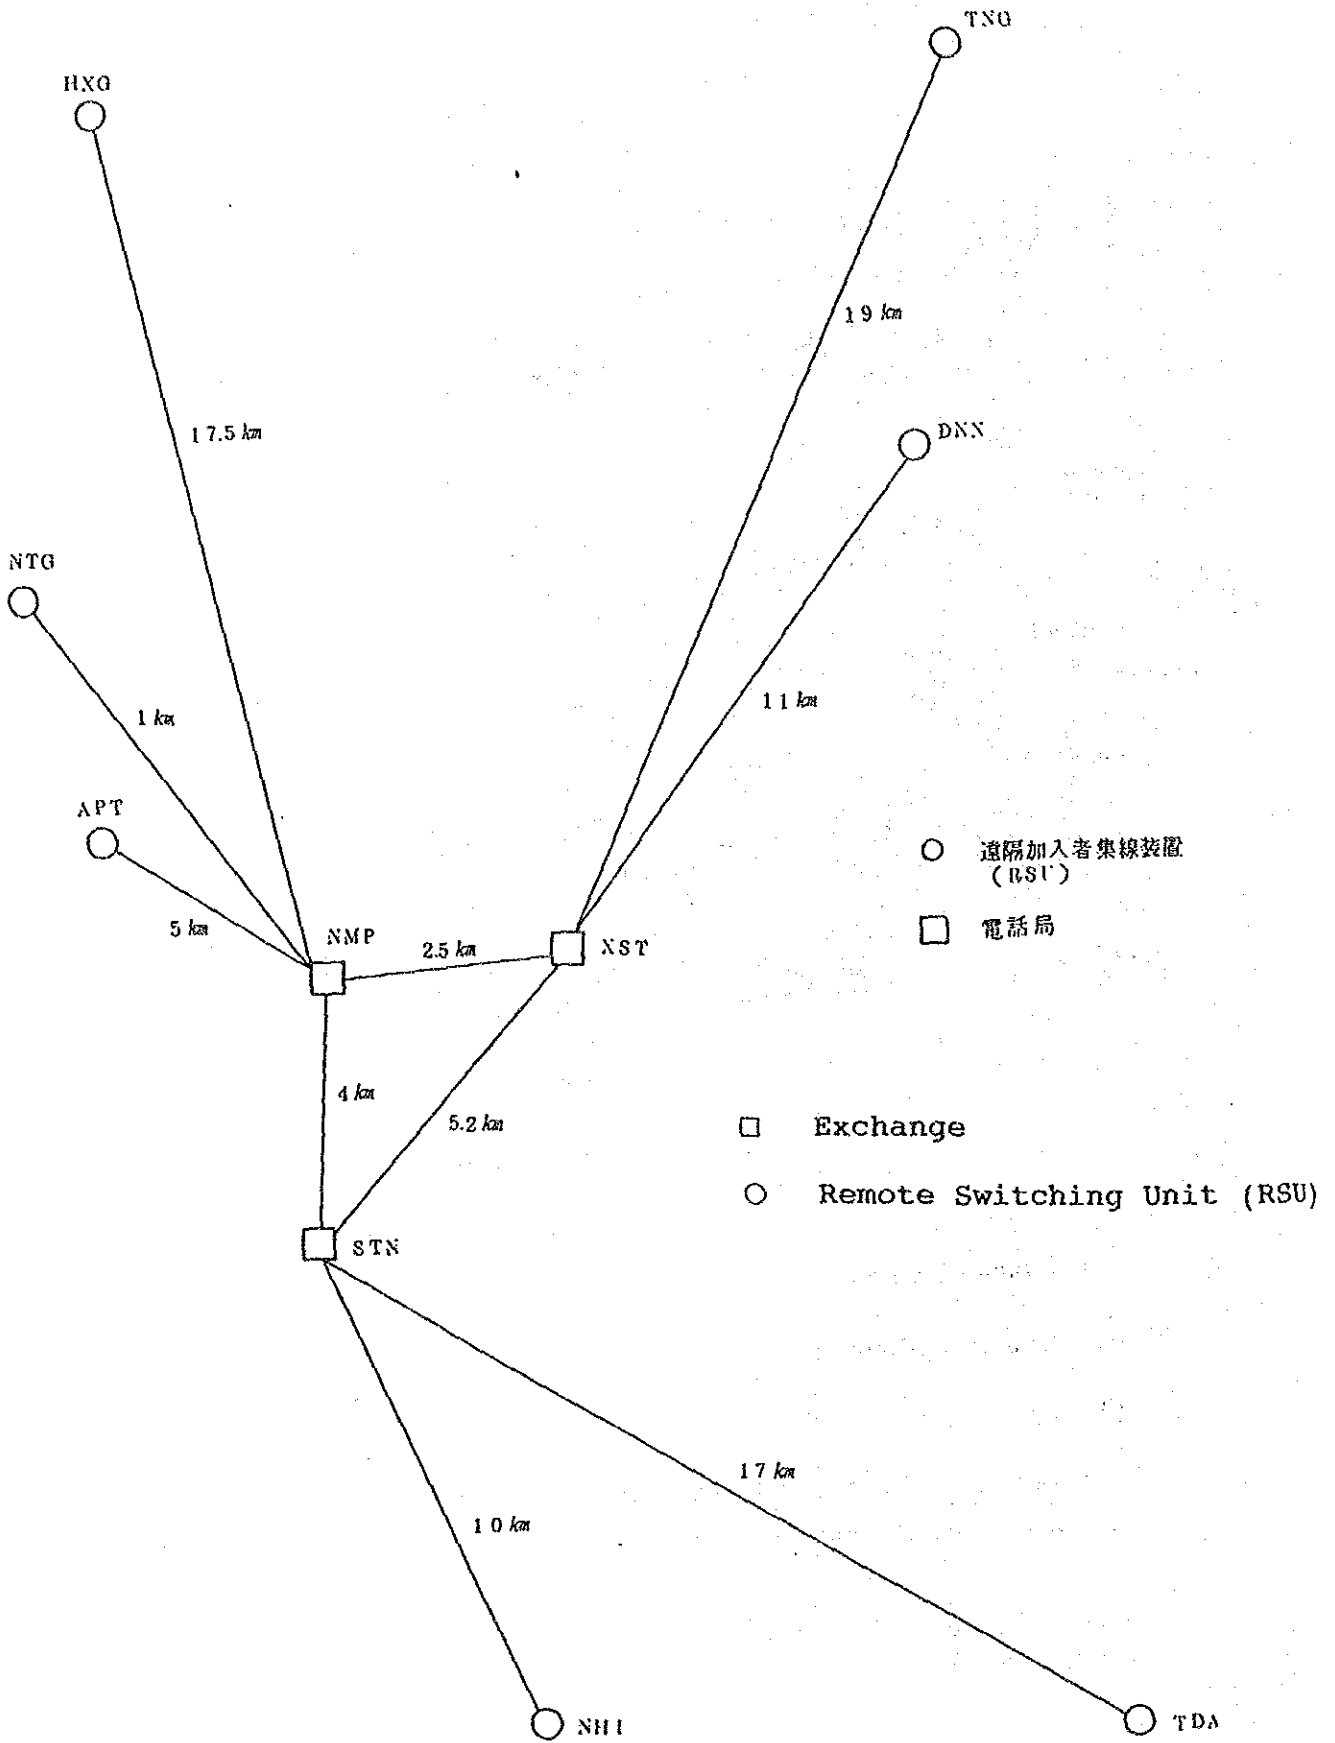 TNG
HXG
19 km
17.5 km
DNN
NTG
11 km
1 km
APT
遠隔加入者集線装置
(RSU)
5 km
NMP
2.5 km
XST
電話局
4 km
5.2 km
Exchange
Remote Switching Unit (RSU)
STN
17 km
10 km
NHI
TDA